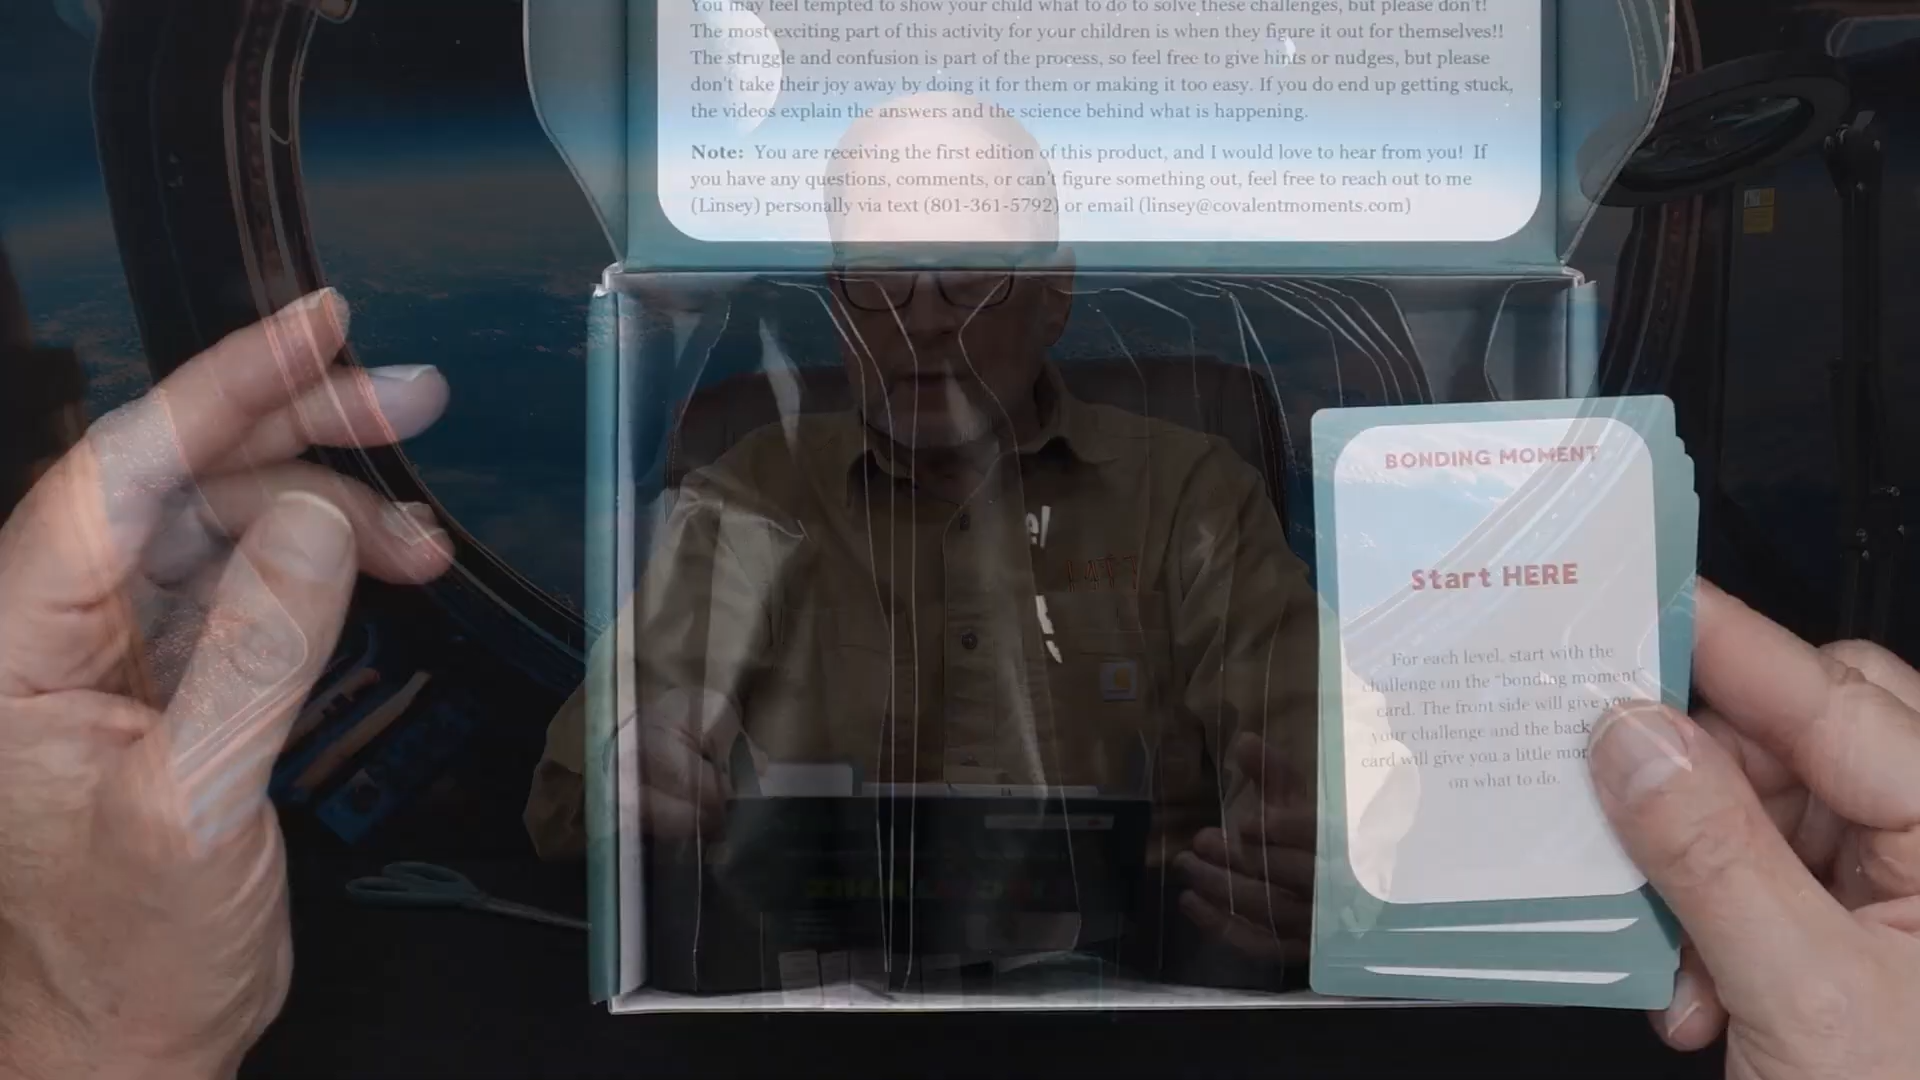 You may feel tempted to show your child what to do to solve these challenges, but please don't!
The most exciting part of this activity for your children is when they figure it out for themselves!!
The struggle and confusion is part of the process, so feel free to give hints or nudges, but please
don't take their joy away by doing it for them or making it too easy. If you do end up getting stuck,
the videos explain the answers and the science behind what is happening.
Note: You are receiving the first edition of this product, and I would love to hear from you! If
you have any questions, comments, or can't figure something out, feel free to reach out to me
(Linsey) personally via text (801-361-5792) or email (linsey@covalentmoments.com)
BONDING MOMENT
Start HERE
For each level, start with the
challenge on the "bonding moment"
card. The front side will give you
your challenge and the back
card will give you a little
on what to do.